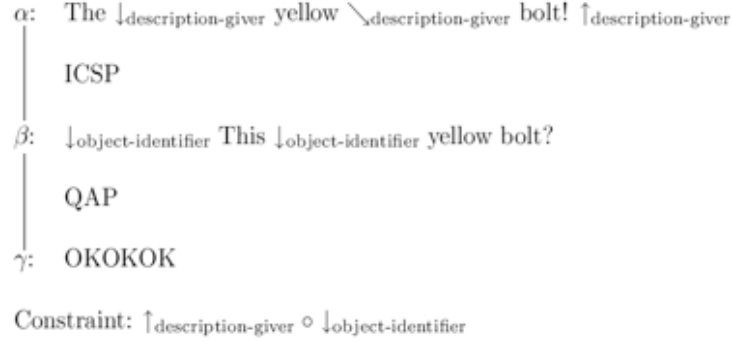 α: The ↓description-giver yellow ↘description-giver bolt! ↑description-giver
ICSP
β: ↓object-identifier This ↓object-identifier yellow bolt?
QAP
γ: OKOKOK
Constraint: ↑description-giver ∘ ↓object-identifier